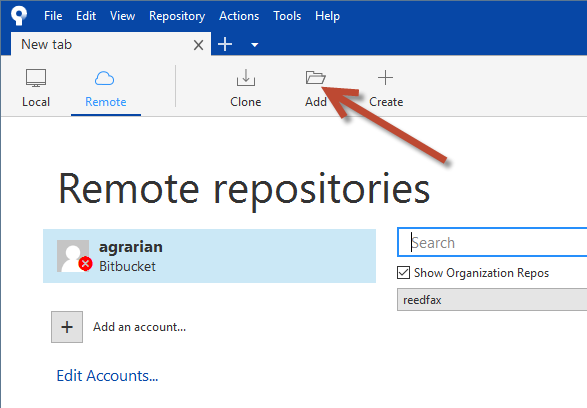 File Edit View Repository Actions Tools Help
New tab
Local Remote Clone Add Create
Remote repositories
agrarian
Bitbucket
Search
Show Organization Repos
reedfax
Add an account...
Edit Accounts...